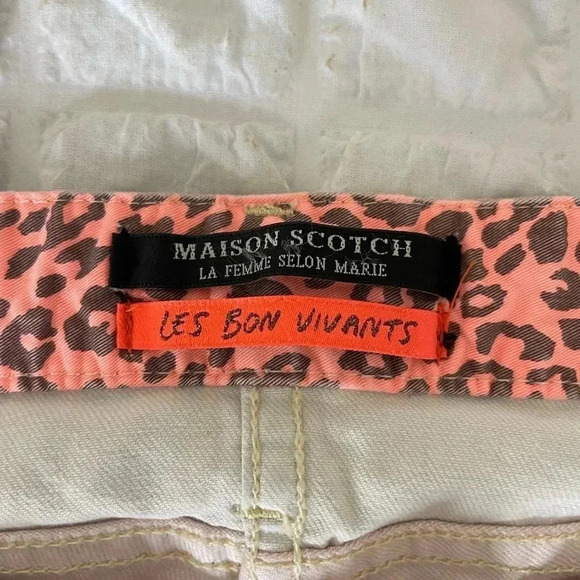 MAISON SCOTCH
LA FEMME SELON MARIE
LES BON VIVANTS